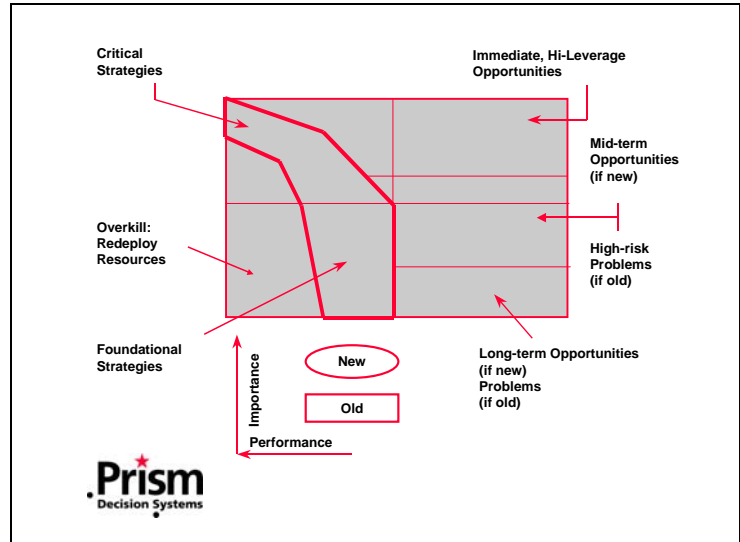 Critical
Strategies
Immediate, Hi-Leverage
Opportunities
Mid-term
Opportunities
(if new)
Overkill:
Redeploy
Resources
High-risk
Problems
(if old)
Foundational
Strategies
Long-term Opportunities
(if new)
Problems
(if old)
New
Old
Importance
Performance
Prism
Decision Systems